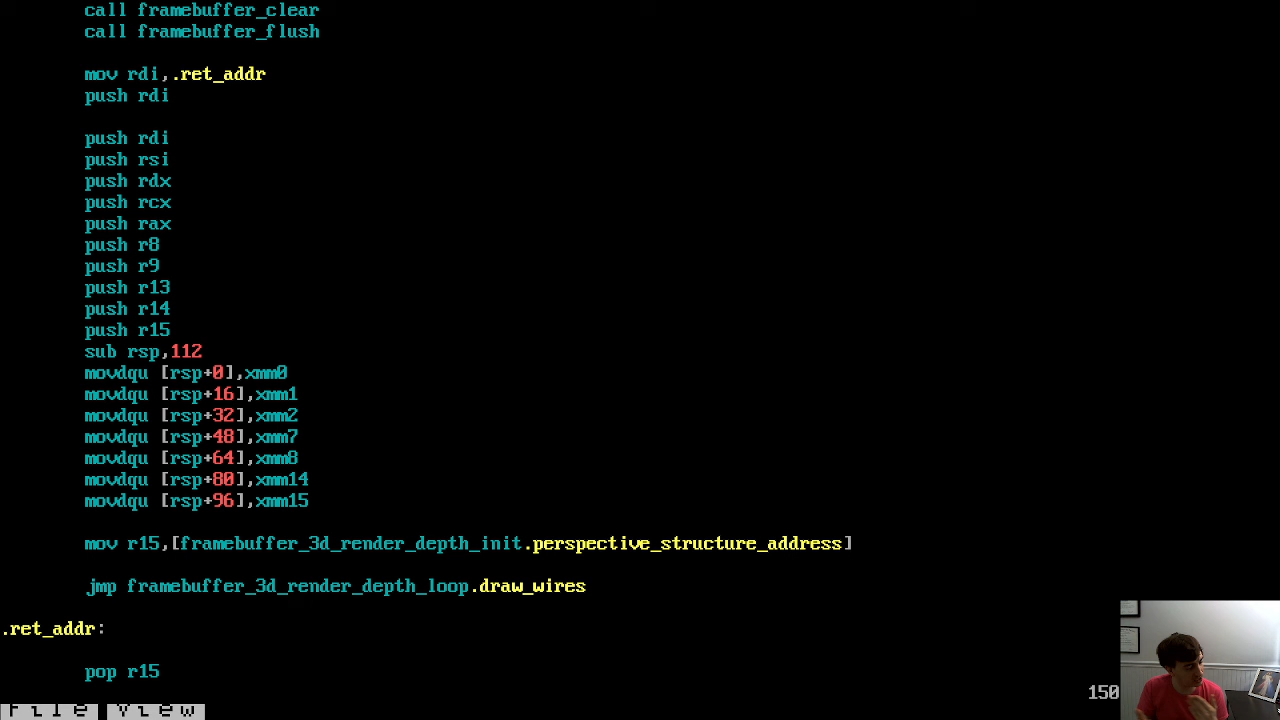 call framebuffer_clear
call framebuffer_flush
mov rdi,.ret_addr
push rdi
push rdi
push rsi
push rdx
push rcx
push rax
push r8
push r9
push r13
push r14
push r15
sub rsp,112
movdqu [rsp+0],xmm0
movdqu [rsp+16],xmm1
movdqu [rsp+32],xmm2
movdqu [rsp+48],xmm7
movdqu [rsp+64],xmm8
movdqu [rsp+80],xmm14
movdqu [rsp+96],xmm15
mov r15,[framebuffer_3d_render_depth_init.perspective_structure_address]
jmp framebuffer_3d_render_depth_loop.draw_wires
.ret_addr:
pop r15
150
File View